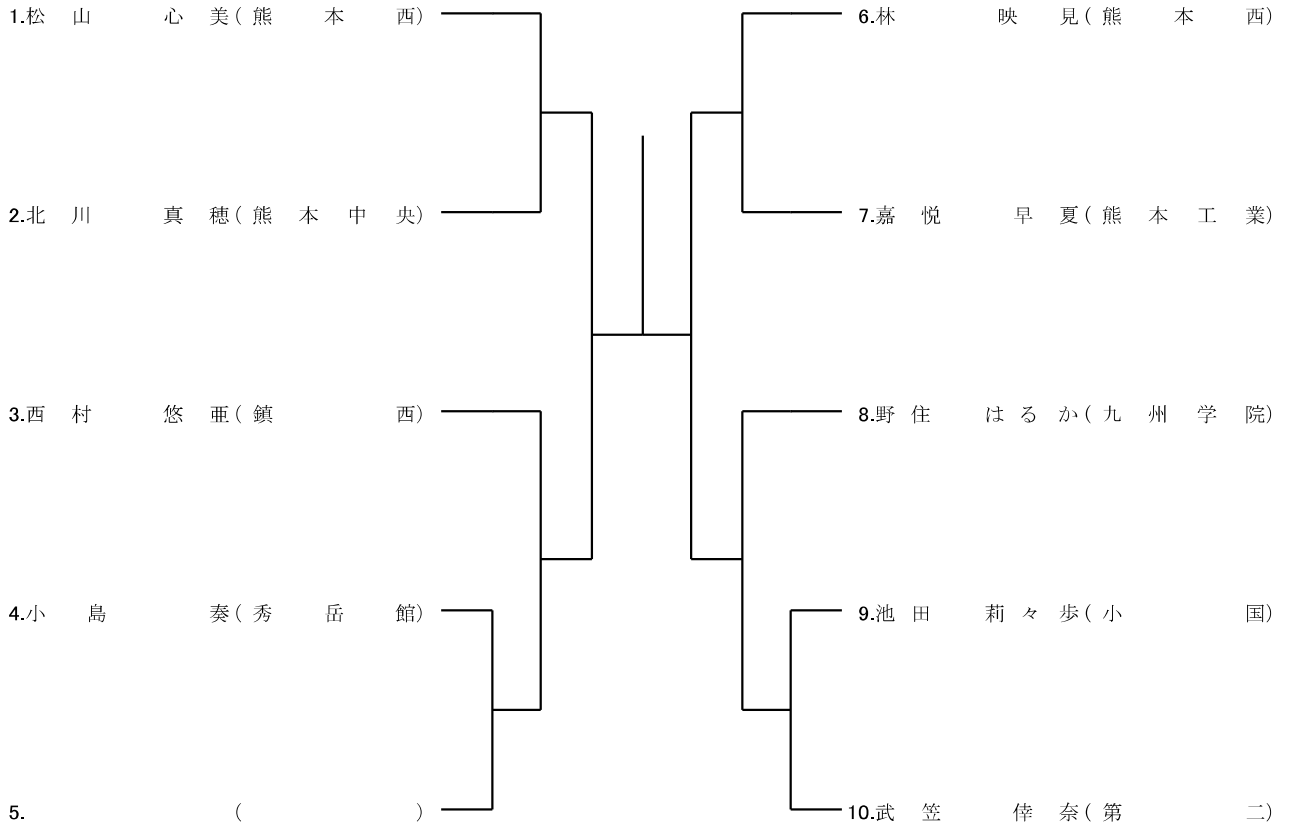 1.松山 心美(熊本西)
2.北川 真穂(熊本中央)
3.西村 悠亜(鎮西)
4.小島 奏(秀岳館)
5. ( )
6.林 映見(熊本西)
7.嘉悦 早夏(熊本工業)
8.野住 はるか(九州学院)
9.池田 莉々歩(小国)
10.武笠 倖奈(第二)